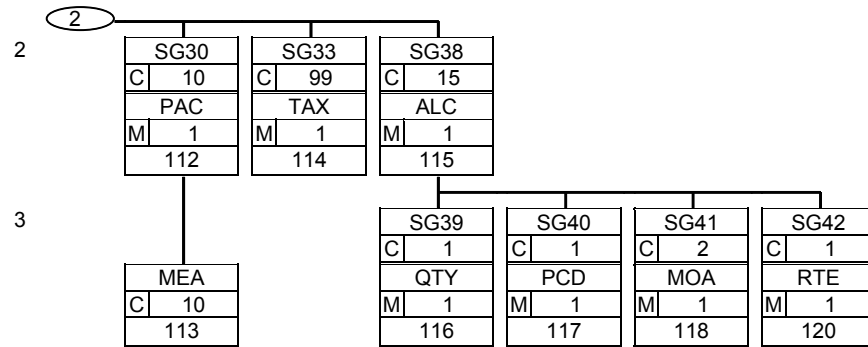 2
2
SG30 SG33 SG38
C 10 C 99 C 15
PAC TAX ALC
M 1 M 1 M 1
112 114 115
3
SG39 SG40 SG41 SG42
C 1 C 1 C 2 C 1
MEA QTY PCD MOA RTE
C 10 M 1 M 1 M 1 M 1
113 116 117 118 120